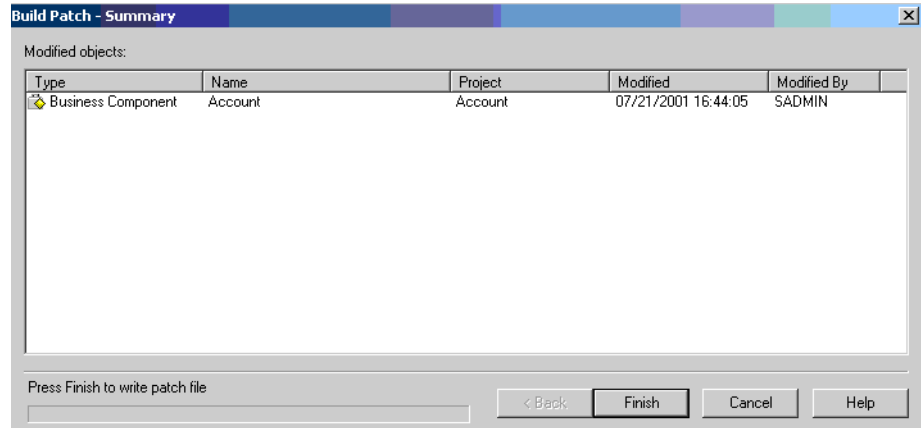 Build Patch - Summary
Modified objects:
Type Name Project Modified Modified By
Business Component Account Account 07/21/2001 16:44:05 SADMIN
Press Finish to write patch file
< Back Finish Cancel Help